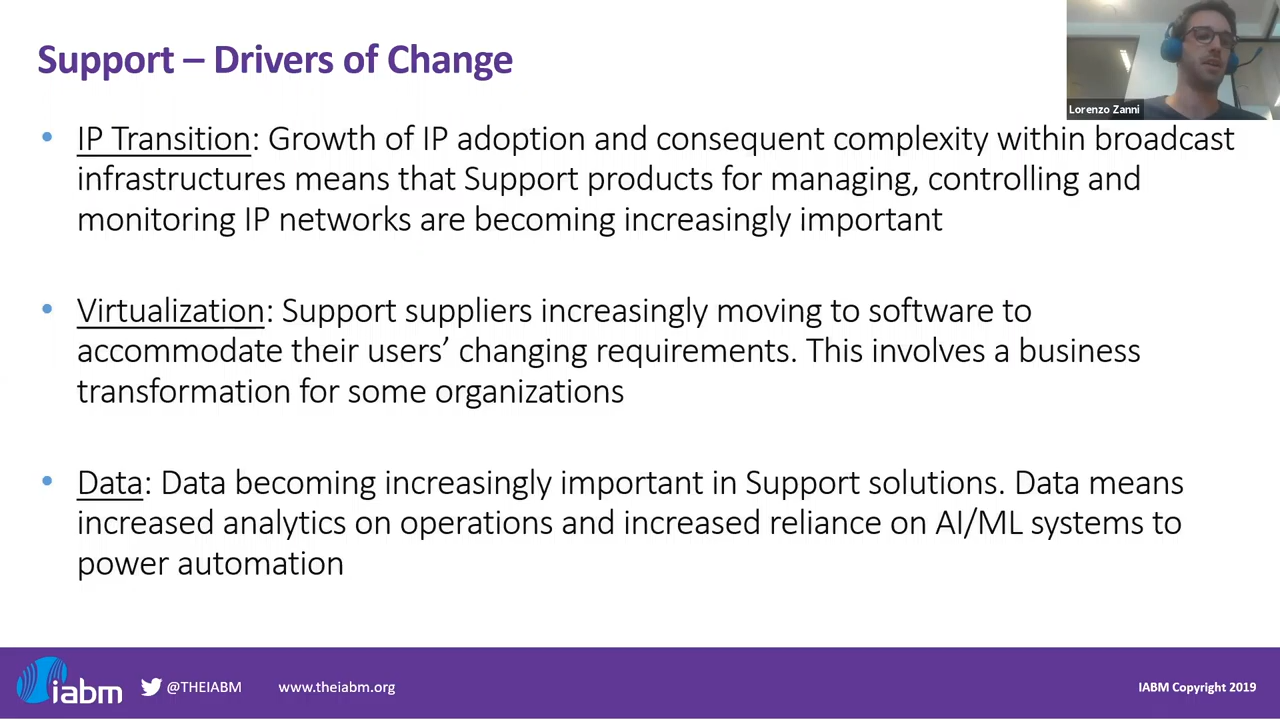 Support – Drivers of Change
Lorenzo Zanni
• IP Transition: Growth of IP adoption and consequent complexity within broadcast
infrastructures means that Support products for managing, controlling and
monitoring IP networks are becoming increasingly important
• Virtualization: Support suppliers increasingly moving to software to
accommodate their users’ changing requirements. This involves a business
transformation for some organizations
• Data: Data becoming increasingly important in Support solutions. Data means
increased analytics on operations and increased reliance on AI/ML systems to
power automation
iabm
@THEIABM
www.theiabm.org
IABM Copyright 2019